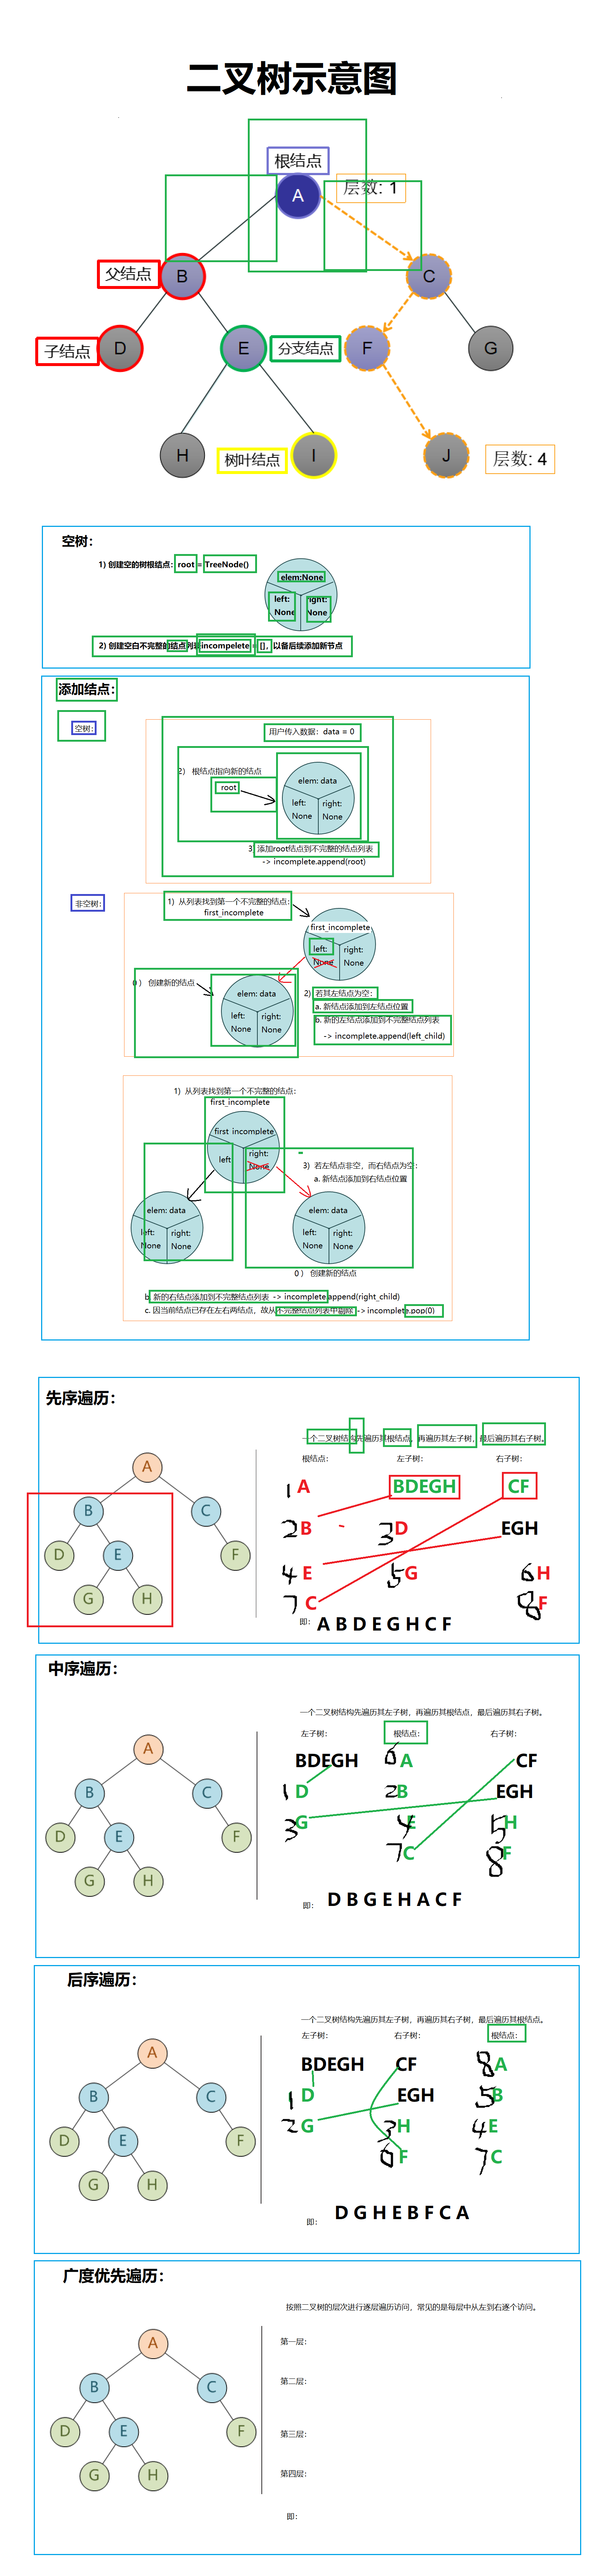 二叉树示意图
根结点
A
层数: 1
父结点
B
C
子结点
D
E
分支结点
F
G
H
树叶结点
I
J
层数: 4
空树：
1) 创建空的树根结点： root = TreeNode()
elem:None
left:
None
right:
None
2) 创建空白不完整的结点列表incompelete = []，以备后续添加新节点
添加结点：
空树：
用户传入数据：data = 0
2） 根结点指向新的结点
root
elem: data
left:
None
right:
None
3 添加root结点到不完整的结点列表
-> incomplete.append(root)
非空树：
1) 从列表找到第一个不完整的结点：
first_incomplete
first_incomplete
left:
None
right:
None
0） 创建新的结点
elem: data
left:
None
right:
None
2) 若其左结点为空：
a. 新结点添加到左结点位置
b. 新的左结点添加到不完整结点列表
-> incomplete.append(left_child)
1) 从列表找到第一个不完整的结点：
first_incomplete
first incomplete
left
right:
None
3) 若左结点非空，而右结点为空：
a. 新结点添加到右结点位置
elem: data
left:
None
right:
None
elem: data
left:
None
right:
None
0） 创建新的结点
b 新的右结点添加到不完整结点列表 -> incomplete.append(right_child)
c. 因当前结点已存在左右两结点，故从不完整结点列表中删除 -> incomplete.pop(0)
先序遍历：
一个二叉树结构先遍历其根结点，再遍历其左子树，最后遍历其右子树。
根结点：
左子树：
右子树：
A
B
C
D
E
F
G
H
1 A
BDEGH
CF
2 B
3 D
EGH
4 E
5 G
6 H
7 C
8 F
即： A B D E G H C F
中序遍历：
一个二叉树结构先遍历其左子树，再遍历其根结点，最后遍历其右子树。
左子树：
根结点：
右子树：
A
B
C
D
E
F
G
H
BDEGH
6 A
CF
1 D
2 B
EGH
3 G
4 E
5 H
7 C
8 F
即： D B G E H A C F
后序遍历：
一个二叉树结构先遍历其左子树，再遍历其右子树，最后遍历其根结点。
左子树：
右子树：
根结点：
A
B
C
D
E
F
G
H
BDEGH
CF
8 A
1 D
EGH
5 B
2 G
3 H
4 E
6 F
7 C
即： D G H E B F C A
广度优先遍历：
按照二叉树的层次进行逐层遍历访问，常见的是每层中从左到右逐个访问。
A
B
C
D
E
F
G
H
第一层：
第二层：
第三层：
第四层：
即：